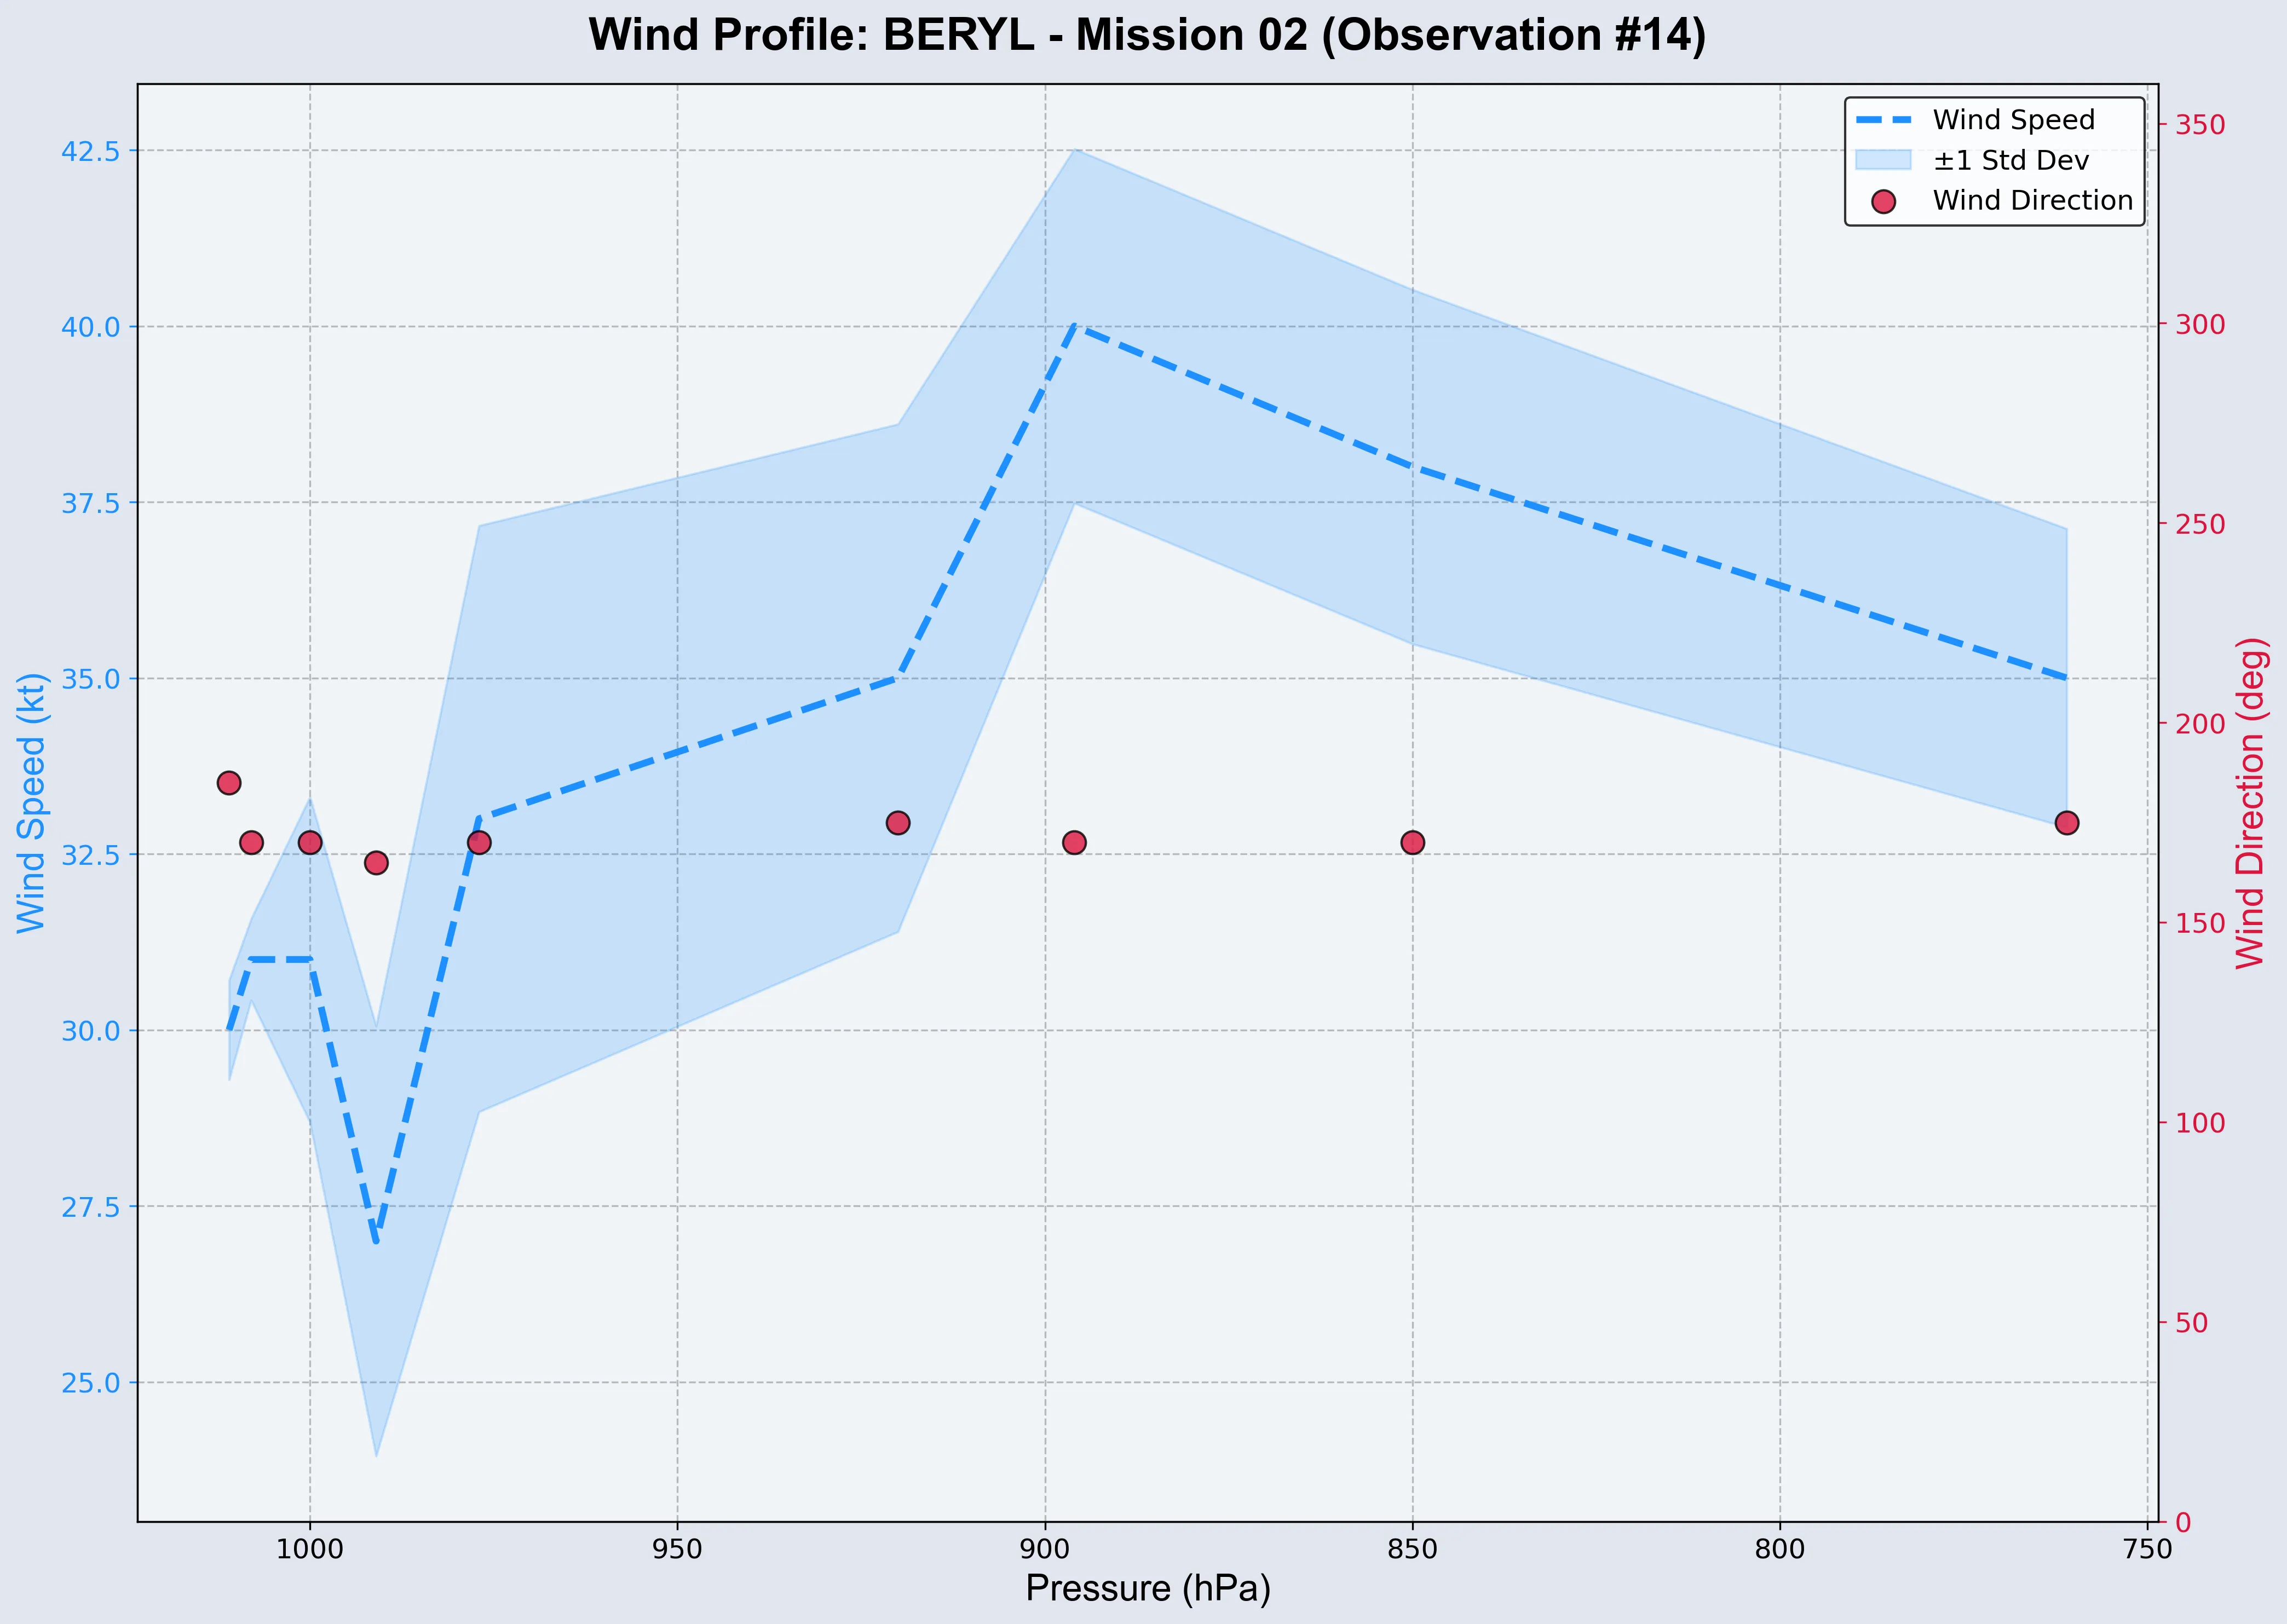 Wind Profile: BERYL - Mission 02 (Observation #14)
Wind Speed
±1 Std Dev
Wind Direction
42.5
40.0
37.5
35.0
32.5
30.0
27.5
25.0
Wind Speed (kt)
350
300
250
200
150
100
50
0
Wind Direction (deg)
1000 950 900 850 800 750
Pressure (hPa)